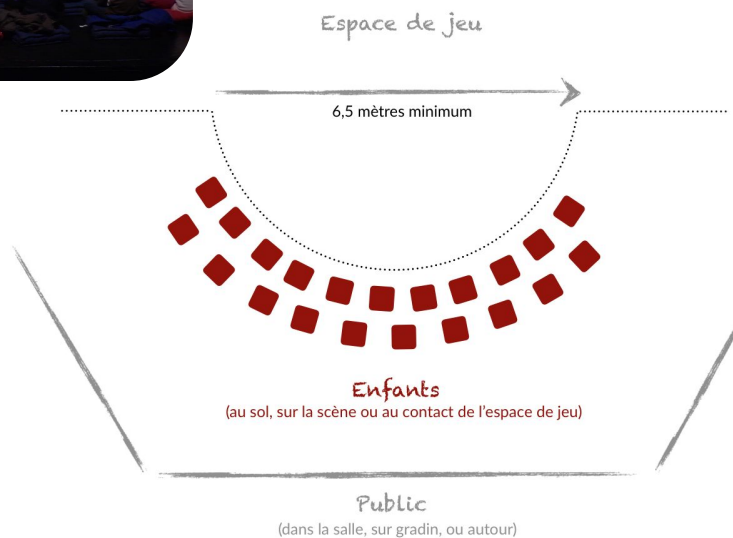 Espace de jeu
6,5 mètres minimum
Enfants
(au sol, sur la scène ou au contact de l'espace de jeu)
Public
(dans la salle, sur gradin, ou autour)